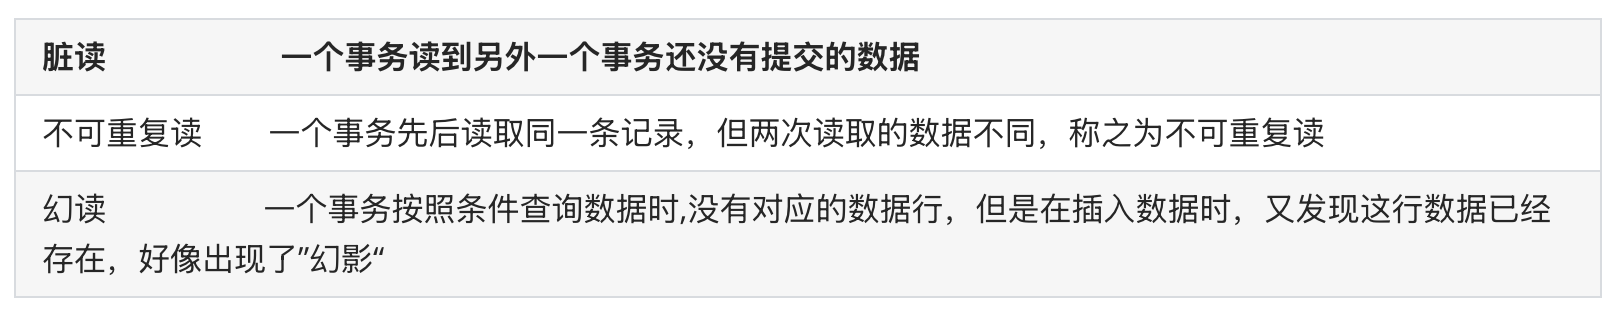 脏读 一个事务读到另外一个事务还没有提交的数据
不可重复读 一个事务先后读取同一条记录，但两次读取的数据不同，称之为不可重复读
幻读 一个事务按照条件查询数据时,没有对应的数据行，但是在插入数据时，又发现这行数据已经
存在，好像出现了”幻影“